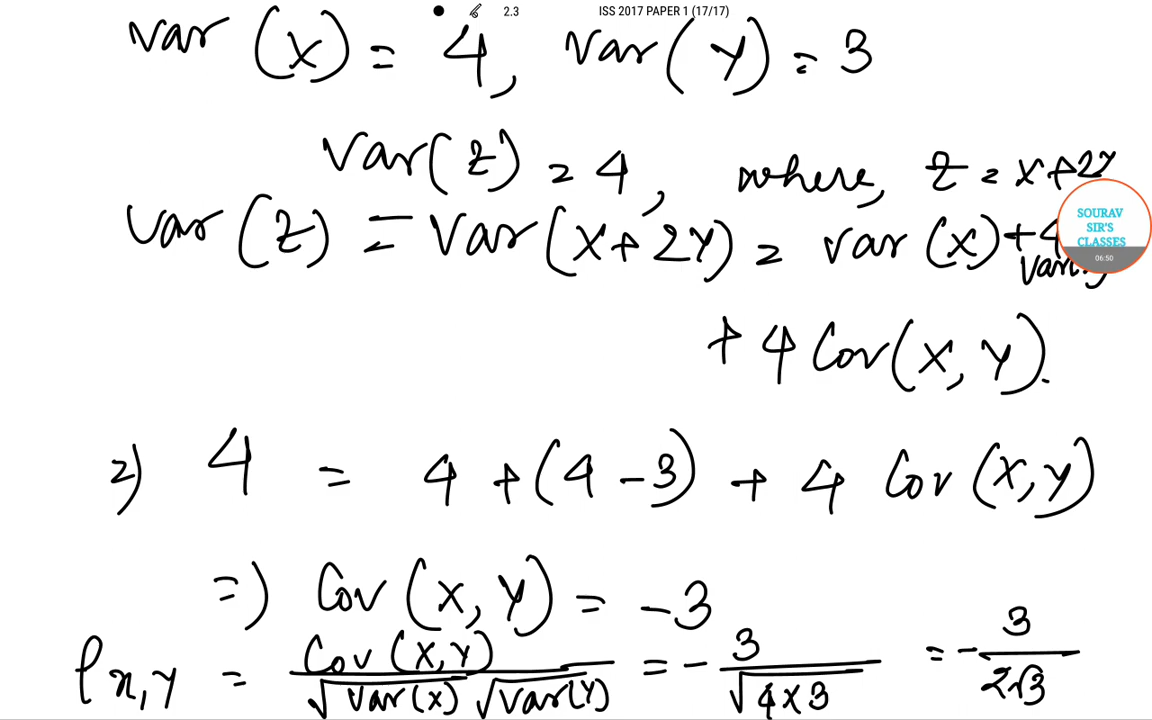 2.3 ISS 2017 PAPER 1 (17/17)
var (x) = 4, var(y) = 3
Var(z) = 4, where, z = x+2y
var (z) = Var(x+2y) = var (x) + 4
Var
SOURAV
SIR'S
CLASSES
06:50
+ 4 Cov(x, y).
=) 4 = 4 + (4 - 3) + 4 Cov (x, y)
=) Cov (x, y) = -3
ρx,y = Cov (x,y) / √Var(x) √Var(y) = - 3 / √4x3 = - 3 / 2√3